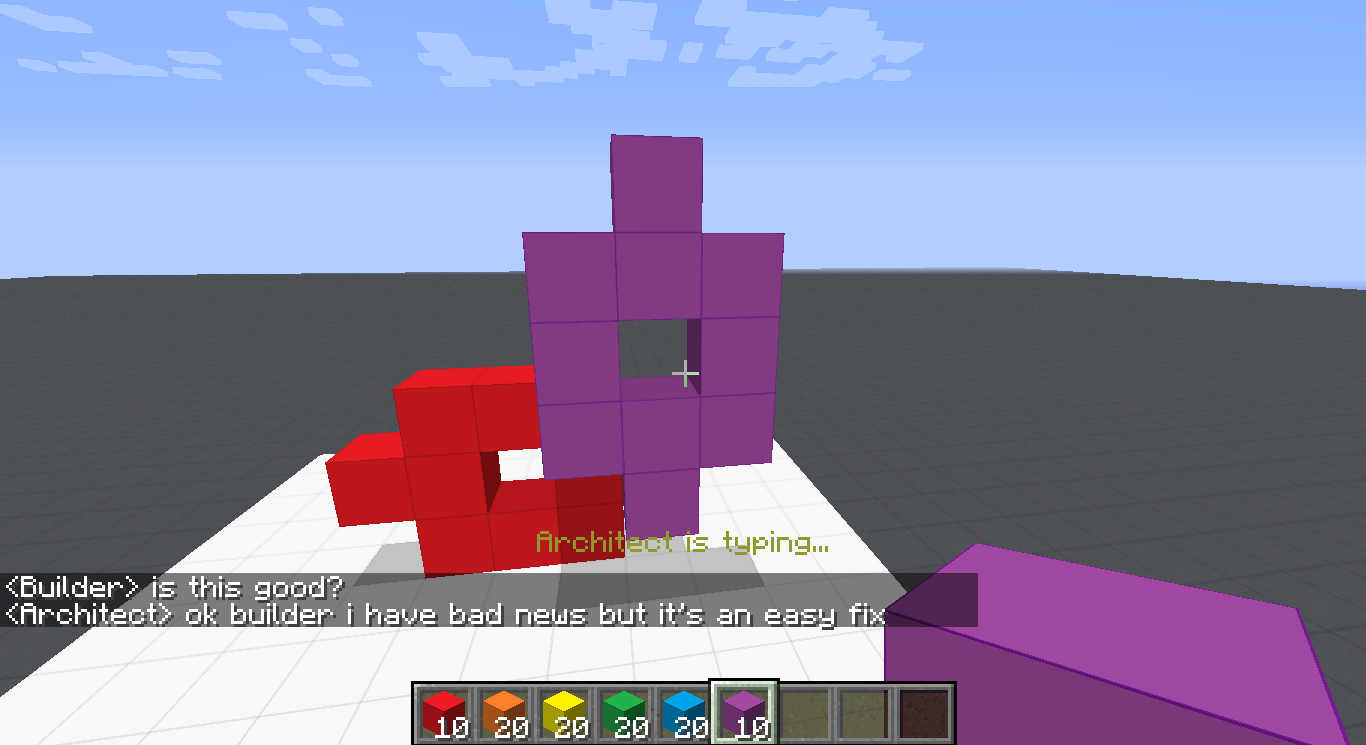 Architect is typing...
<Builder> is this good?
<Architect> ok builder i have bad news but it's an easy fix
10 20 20 20 20 10